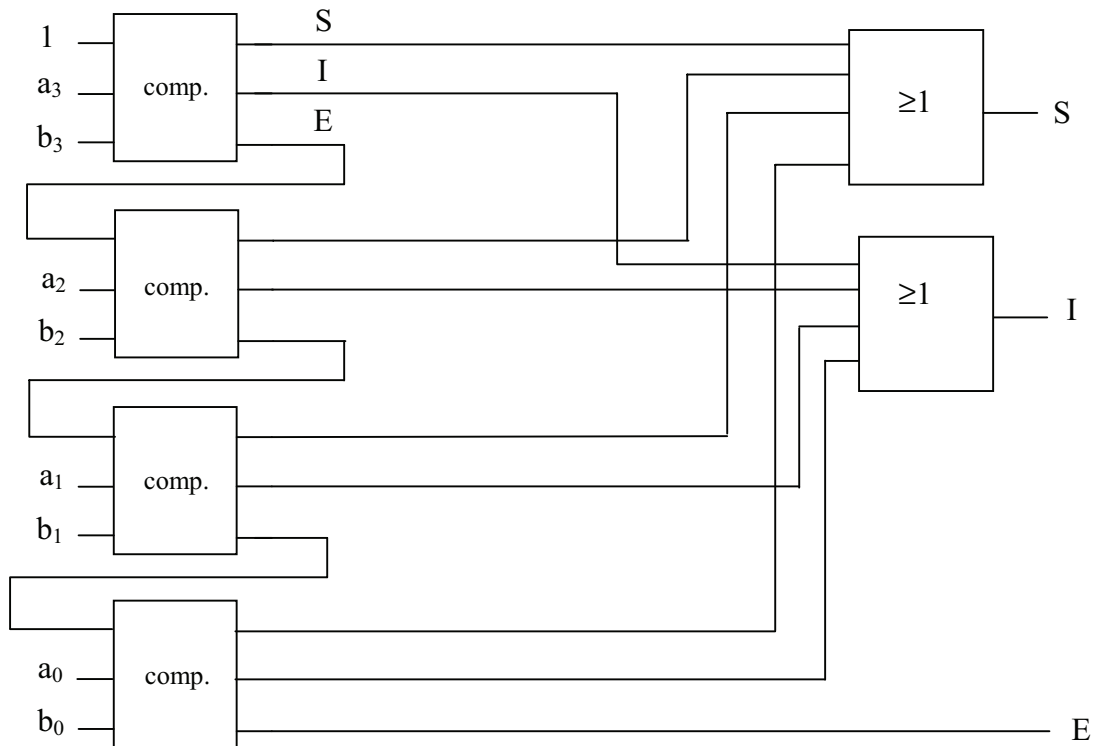 S
1
I
a₃
comp.
≥1
S
E
b₃
a₂
comp.
≥1
I
b₂
a₁
comp.
b₁
a₀
comp.
b₀
E